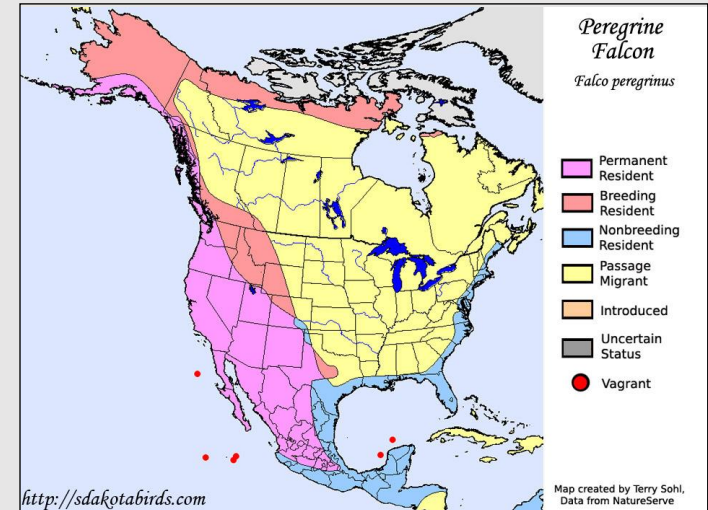 Peregrine
Falcon
Falco peregrinus
Permanent
Resident
Breeding
Resident
Nonbreeding
Resident
Passage
Migrant
Introduced
Uncertain
Status
Vagrant
http://sdakotabirds.com
Map created by Terry Sohl,
Data from NatureServe